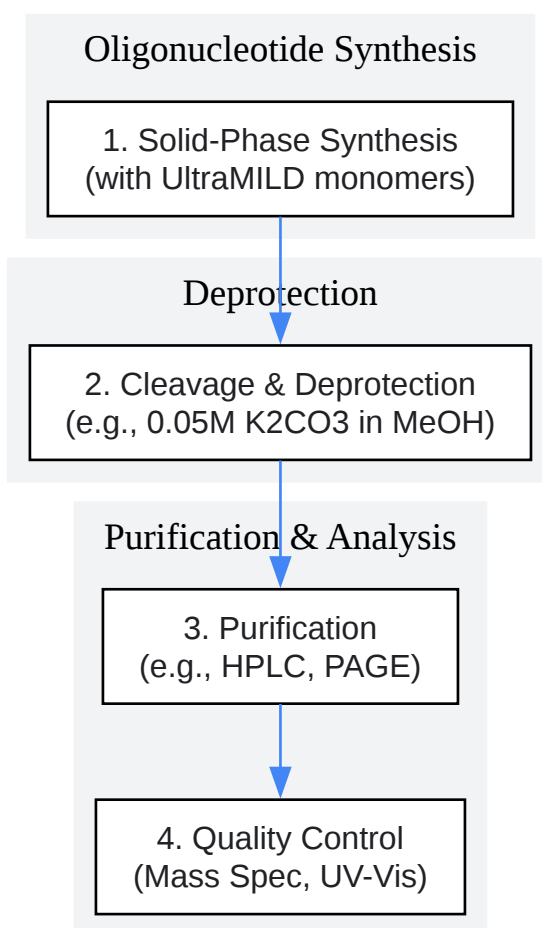 Oligonucleotide Synthesis
1. Solid-Phase Synthesis
(with UltraMILD monomers)
Deprotection
2. Cleavage & Deprotection
(e.g., 0.05M K2CO3 in MeOH)
Purification & Analysis
3. Purification
(e.g., HPLC, PAGE)
4. Quality Control
(Mass Spec, UV-Vis)